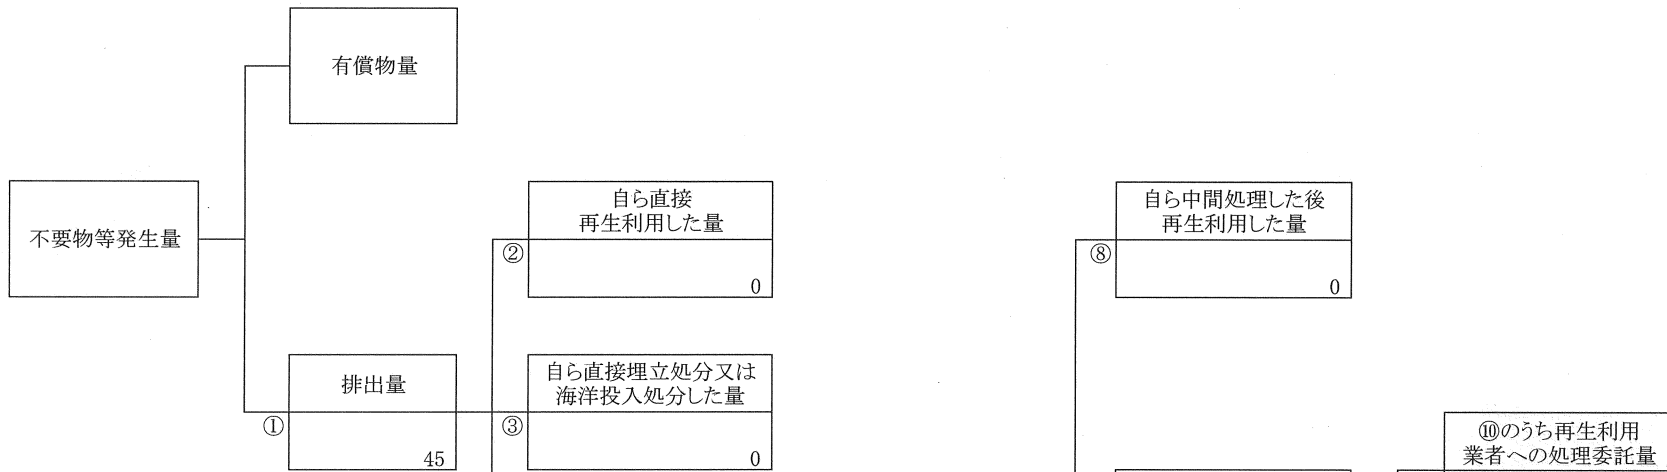 有償物量
不要物等発生量
自ら直接
再生利用した量
②
0
自ら中間処理した後
再生利用した量
⑧
0
排出量
①
45
自ら直接埋立処分又は
海洋投入処分した量
③
0
⑩のうち再生利用
業者への処理委託量